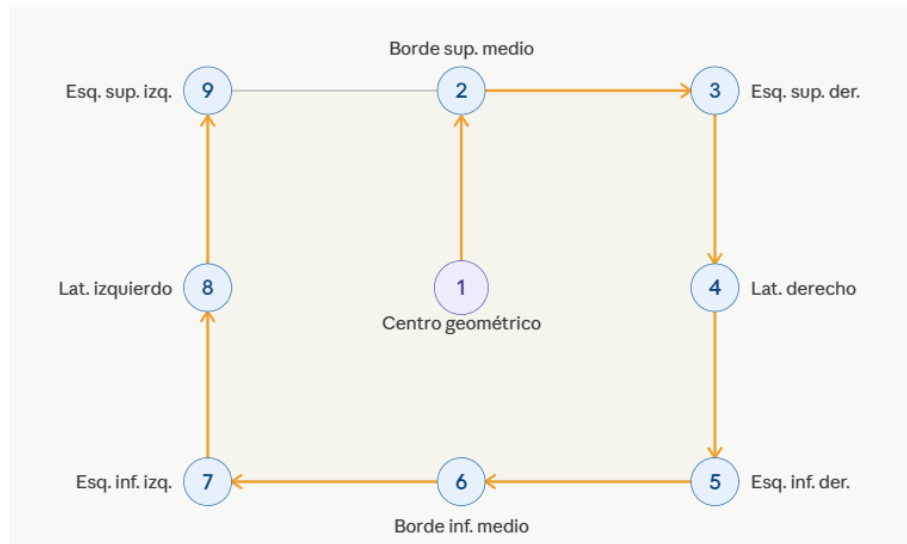 Borde sup. medio
Esq. sup. izq. 9 2 3 Esq. sup. der.
Lat. izquierdo 8 1 4 Lat. derecho
Centro geométrico
Esq. inf. izq. 7 6 5 Esq. inf. der.
Borde inf. medio